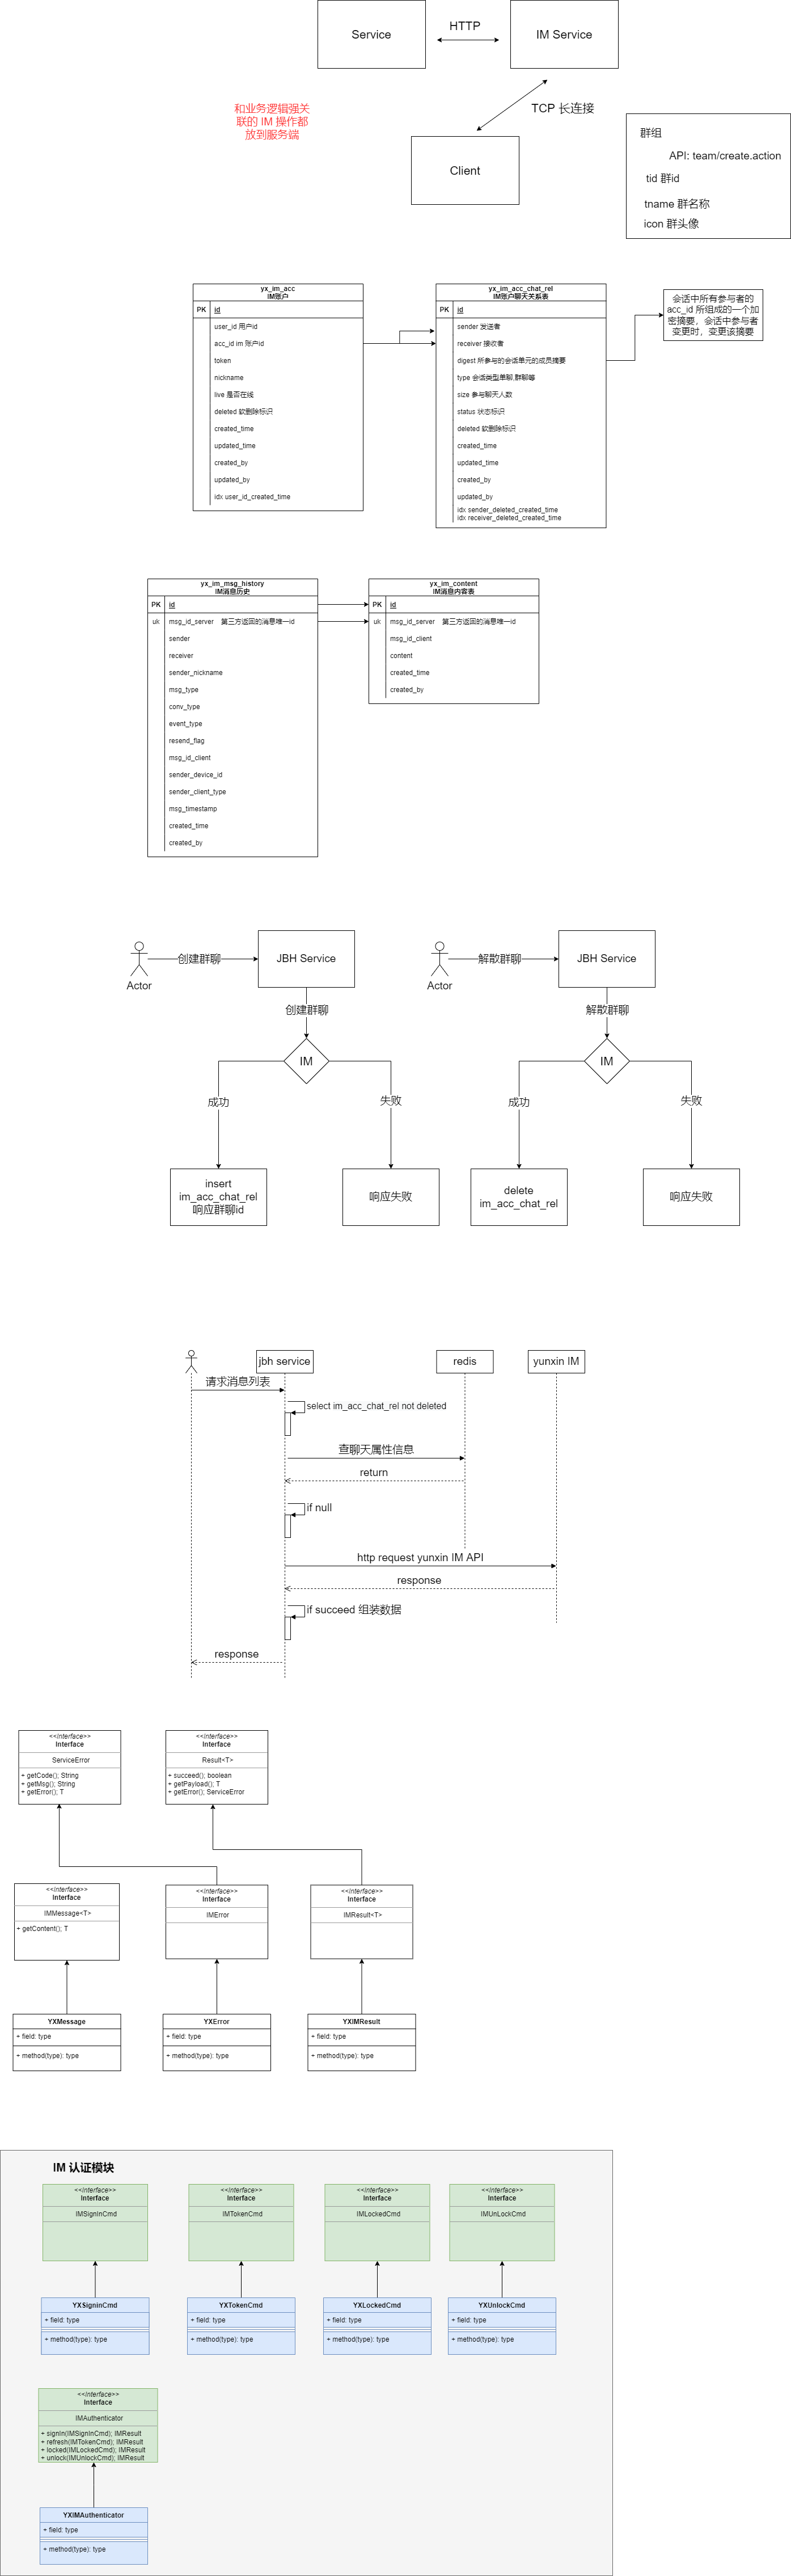 Service
HTTP
IM Service
和业务逻辑强关
联的 IM 操作都
放到服务端
TCP 长连接
Client
群组
API: team/create.action
tid 群id
tname 群名称
icon 群头像
yx_im_acc
IM账户
PK
id
user_id 用户id
acc_id im 账户id
token
nickname
live 是否在线
deleted 软删除标识
created_time
updated_time
created_by
updated_by
idx user_id_created_time
yx_im_acc_chat_rel
IM账户聊天关系表
PK
id
sender 发送者
receiver 接收者
digest 所参与的会话单元的成员摘要
type 会话类型单聊,群聊等
size 参与聊天人数
status 状态标识
deleted 软删除标识
created_time
updated_time
created_by
updated_by
idx sender_deleted_created_time
idx receiver_deleted_created_time
会话中所有参与者的
acc_id 所组成的一个加
密摘要，会话中参与者
变更时，变更该摘要
yx_im_msg_history
IM消息历史
PK
id
uk
msg_id_server 第三方返回的消息唯一id
sender
receiver
sender_nickname
msg_type
conv_type
event_type
resend_flag
msg_id_client
sender_device_id
sender_client_type
msg_timestamp
created_time
created_by
yx_im_content
IM消息内容表
PK
id
uk
msg_id_server 第三方返回的消息唯一id
msg_id_client
content
created_time
created_by
Actor
创建群聊
JBH Service
创建群聊
IM
成功
失败
insert
im_acc_chat_rel
响应群聊id
响应失败
Actor
解散群聊
JBH Service
解散群聊
IM
成功
失败
delete
im_acc_chat_rel
响应失败
jbh service
redis
yunxin IM
请求消息列表
select im_acc_chat_rel not deleted
查聊天属性信息
return
if null
http request yunxin IM API
response
if succeed 组装数据
response
<<interface>>
Interface
ServiceError
+ getCode(); String
+ getMsg(); String
+ getError(); T
<<interface>>
Interface
Result<T>
+ succeed(); boolean
+ getPayload(); T
+ getError(); ServiceError
<<interface>>
Interface
IMMessage<T>
+ getContent(); T
<<interface>>
Interface
IMError
<<interface>>
Interface
IMResult<T>
YXMessage
+ field: type
+ method(type): type
YXError
+ field: type
+ method(type): type
YXIMResult
+ field: type
+ method(type): type
IM 认证模块
<<interface>>
Interface
IMSignInCmd
<<interface>>
Interface
IMTokenCmd
<<interface>>
Interface
IMLockedCmd
<<interface>>
Interface
IMUnLockCmd
YXSigninCmd
+ field: type
+ method(type): type
YXTokenCmd
+ field: type
+ method(type): type
YXLockedCmd
+ field: type
+ method(type): type
YXUnlockCmd
+ field: type
+ method(type): type
<<interface>>
Interface
IMAuthenticator
+ signIn(IMSignInCmd); IMResult
+ refresh(IMTokenCmd); IMResult
+ locked(IMLockedCmd); IMResult
+ unlock(IMUnlockCmd); IMResult
YXIMAuthenticator
+ field: type
+ method(type): type